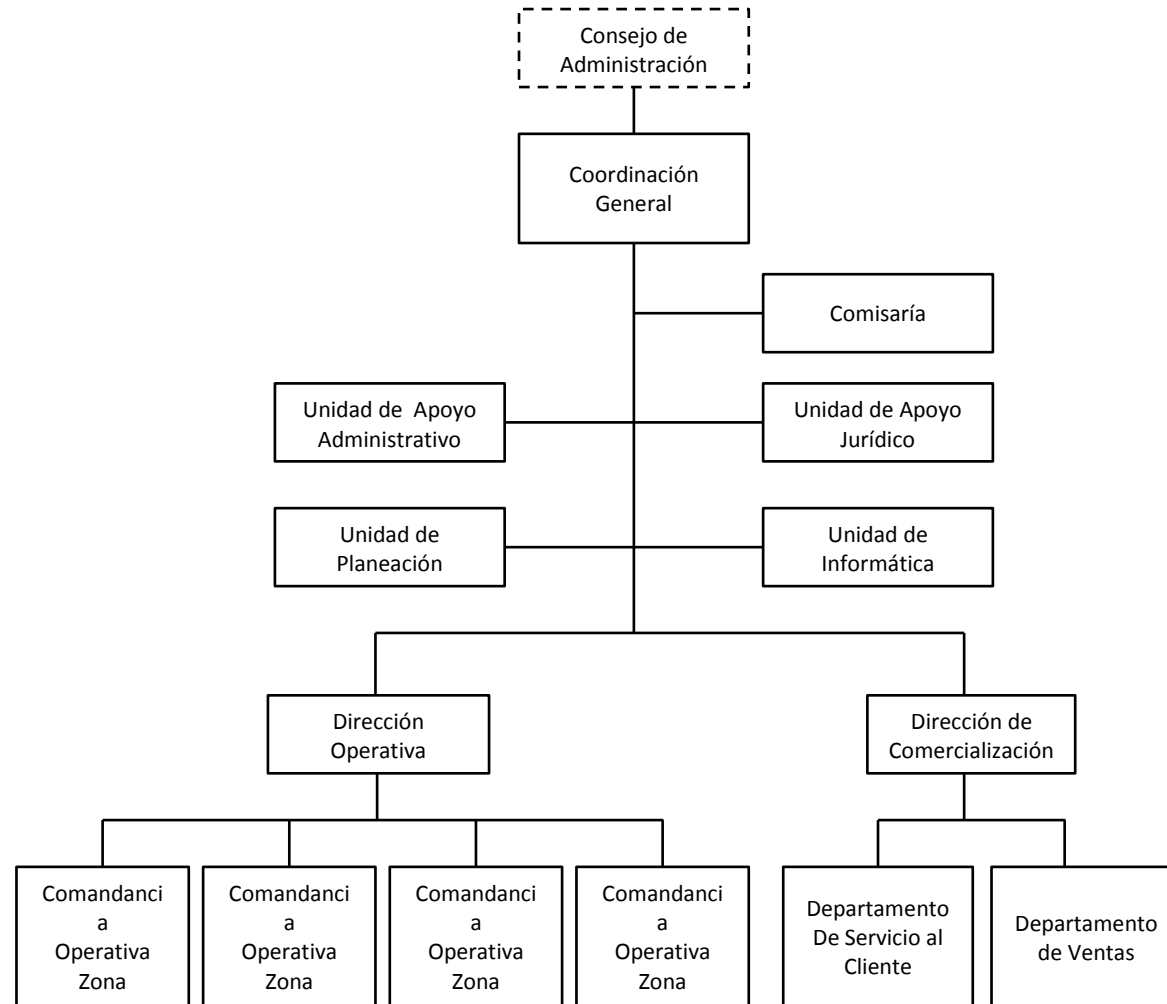 Consejo de
Administración
Coordinación
General
Comisaría
Unidad de Apoyo
Administrativo
Unidad de Apoyo
Jurídico
Unidad de
Planeación
Unidad de
Informática
Dirección
Operativa
Dirección de
Comercialización
Comandanci
a
Operativa
Zona
Comandanci
a
Operativa
Zona
Comandanci
a
Operativa
Zona
Comandanci
a
Operativa
Zona
Departamento
De Servicio al
Cliente
Departamento
de Ventas